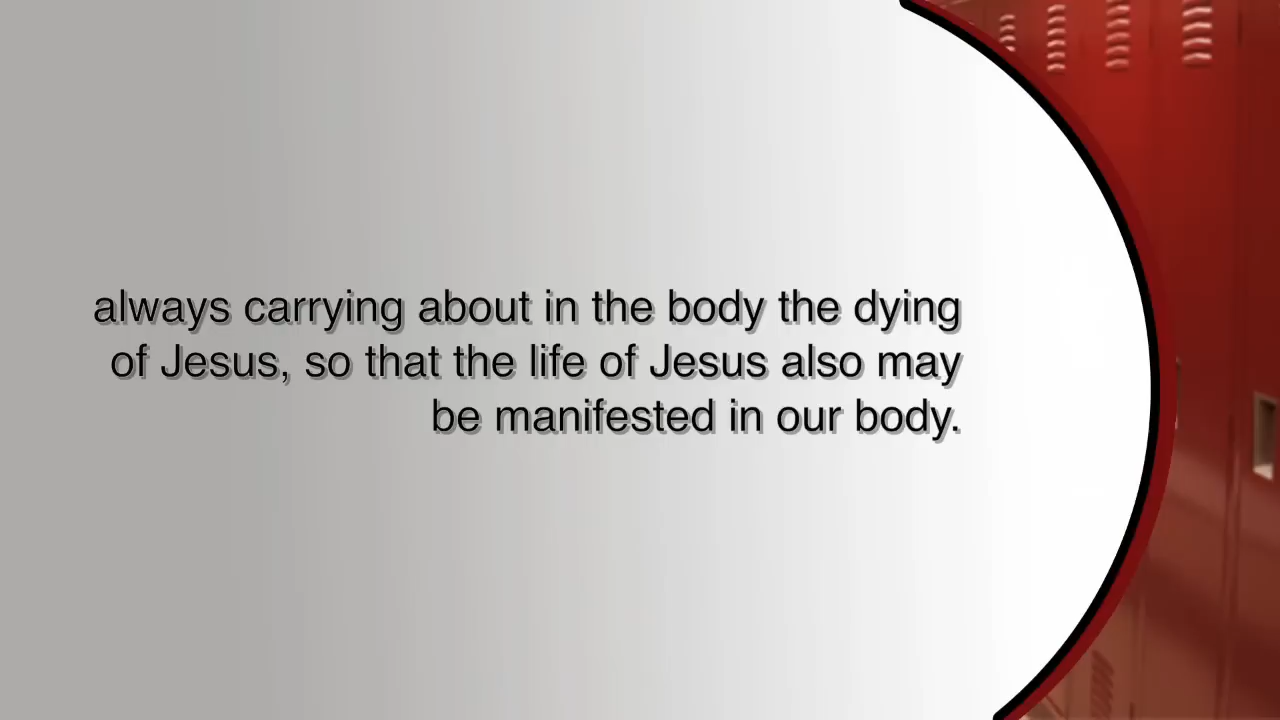 always carrying about in the body the dying
of Jesus, so that the life of Jesus also may
be manifested in our body.